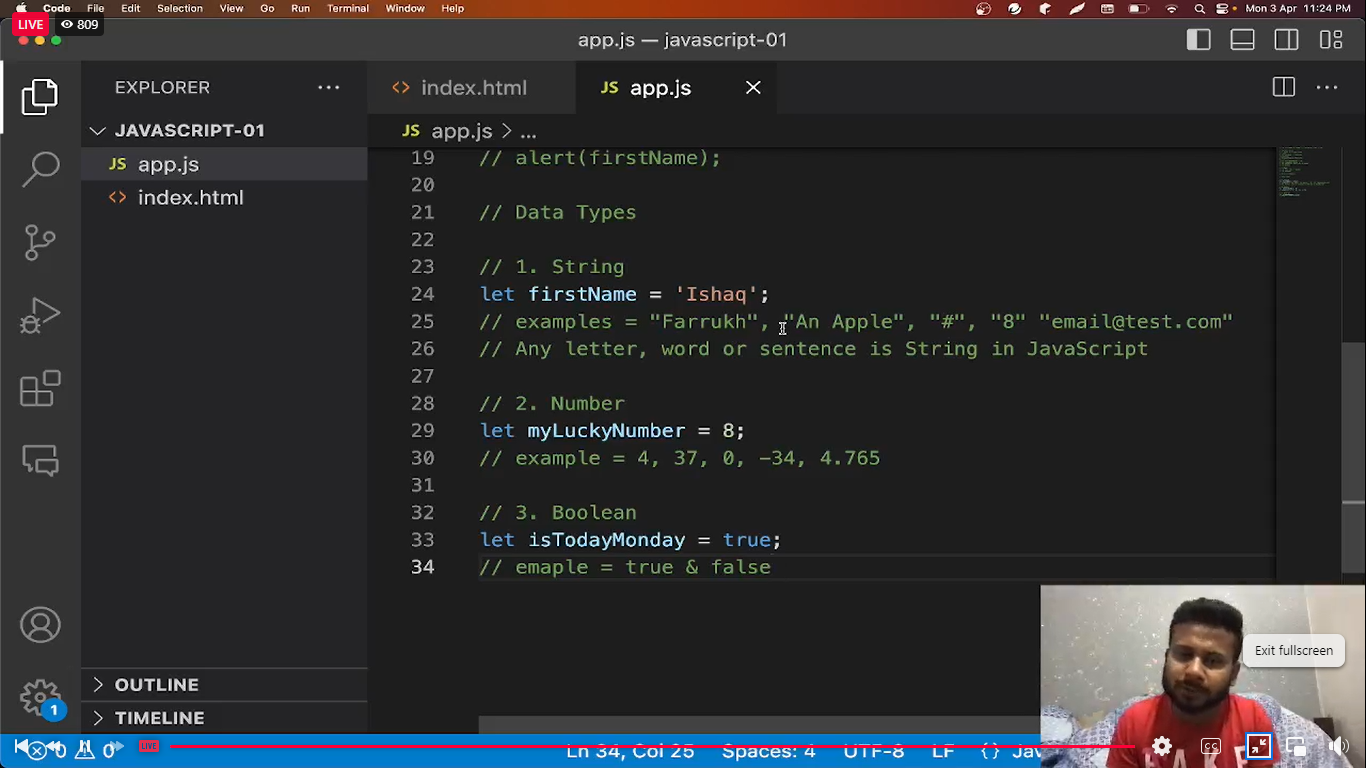 Code File Edit Selection View Go Run Terminal Window Help Mon 3 Apr 11:24 PM
LIVE 809
app.js — javascript-01
EXPLORER
index.html
JS app.js
JAVASCRIPT-01
JS app.js
index.html
JS app.js > ...
19 // alert(firstName);
20
21 // Data Types
22
23 // 1. String
24 let firstName = 'Ishaq';
25 // examples = "Farrukh", "An Apple", "#", "8" "email@test.com"
26 // Any letter, word or sentence is String in JavaScript
27
28 // 2. Number
29 let myLuckyNumber = 8;
30 // example = 4, 37, 0, -34, 4.765
31
32 // 3. Boolean
33 let isTodayMonday = true;
34 // emaple = true & false
Exit fullscreen
OUTLINE
1
TIMELINE
0 0 LIVE Ln 34, Col 25 Spaces: 4 UTF-8 LF {} Jav
CC